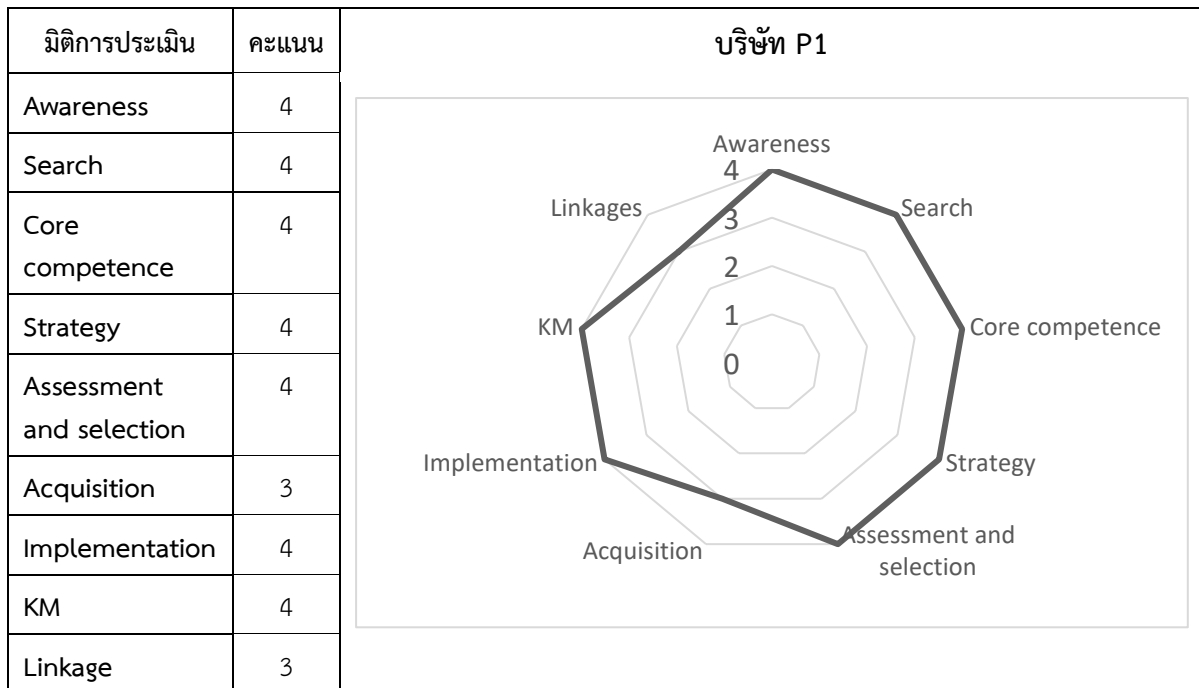 มิติการประเมิน
คะแนน
บริษัท P1
Awareness
4
Search
4
Core
competence
4
Strategy
4
Assessment
and selection
4
Acquisition
3
Implementation
4
KM
4
Linkage
3
Awareness
4
Linkages
Search
3
2
KM
1
Core competence
0
Implementation
Strategy
Acquisition
Assessment and
selection